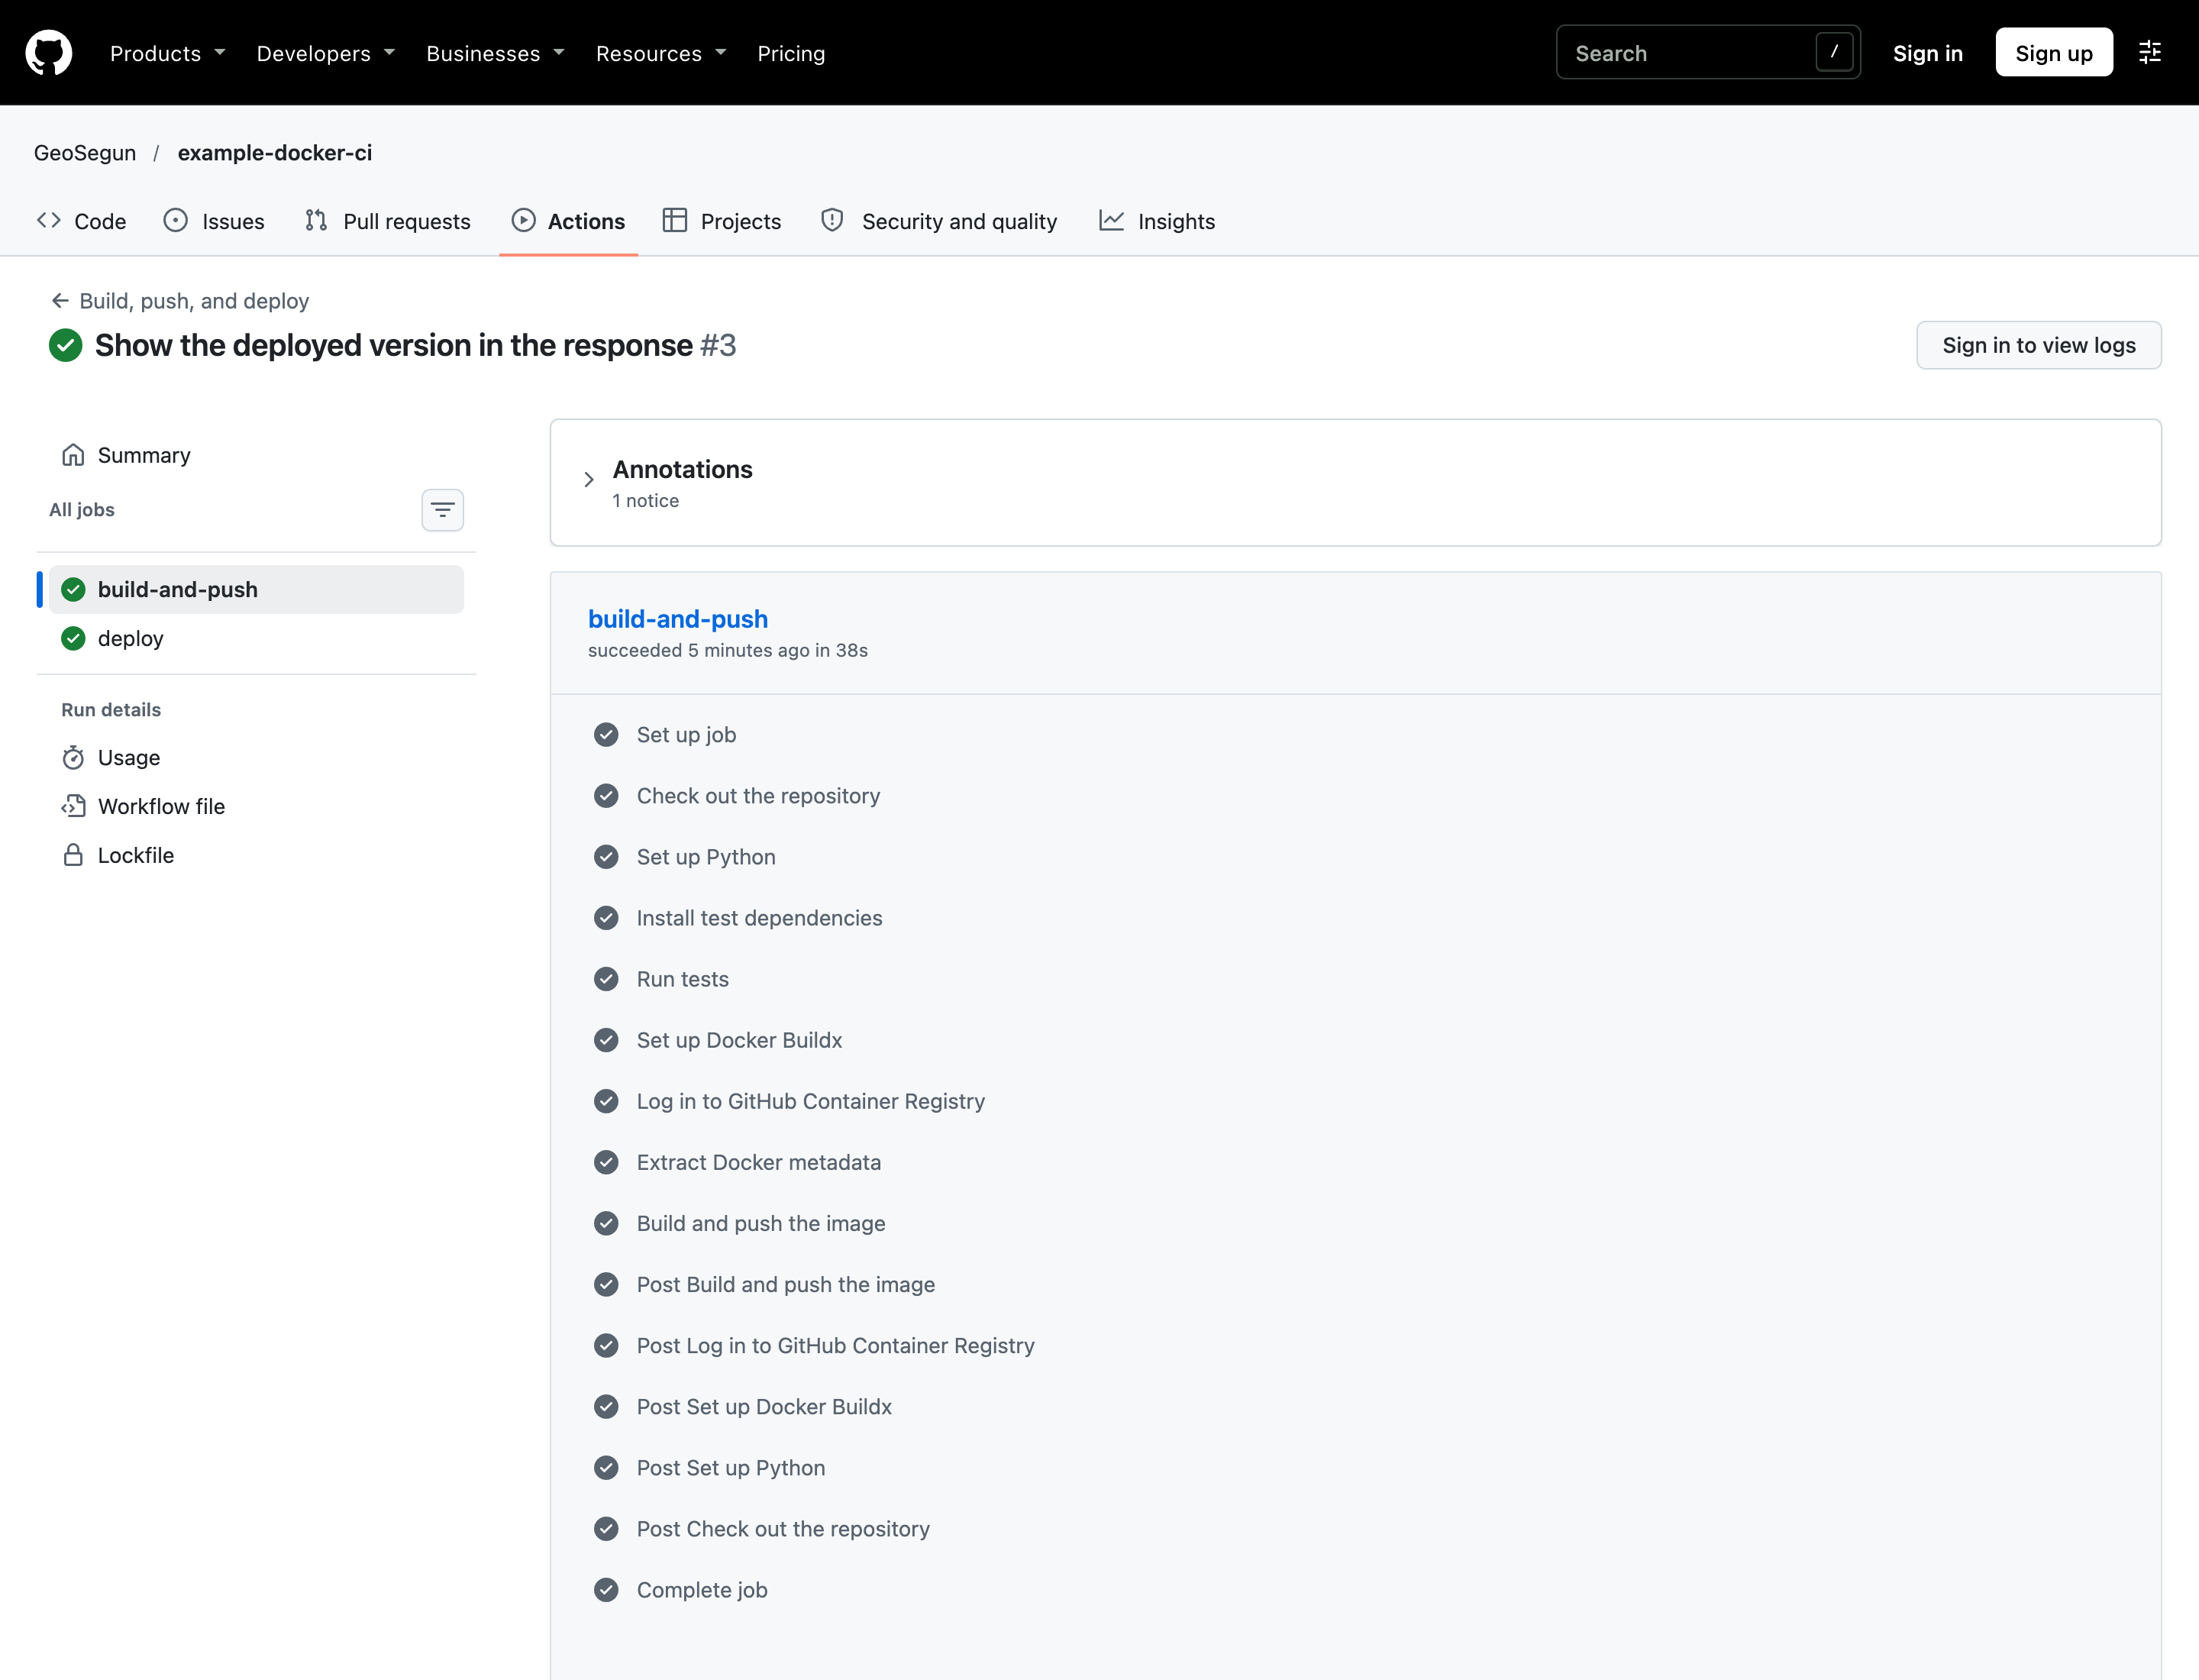 Products Developers Businesses Resources Pricing Search / Sign in Sign up
GeoSegun / example-docker-ci
Code Issues Pull requests Actions Projects Security and quality Insights
Build, push, and deploy
Show the deployed version in the response #3
Sign in to view logs
Summary
All jobs
build-and-push
deploy
Run details
Usage
Workflow file
Lockfile
Annotations
1 notice
build-and-push
succeeded 5 minutes ago in 38s
Set up job
Check out the repository
Set up Python
Install test dependencies
Run tests
Set up Docker Buildx
Log in to GitHub Container Registry
Extract Docker metadata
Build and push the image
Post Build and push the image
Post Log in to GitHub Container Registry
Post Set up Docker Buildx
Post Set up Python
Post Check out the repository
Complete job